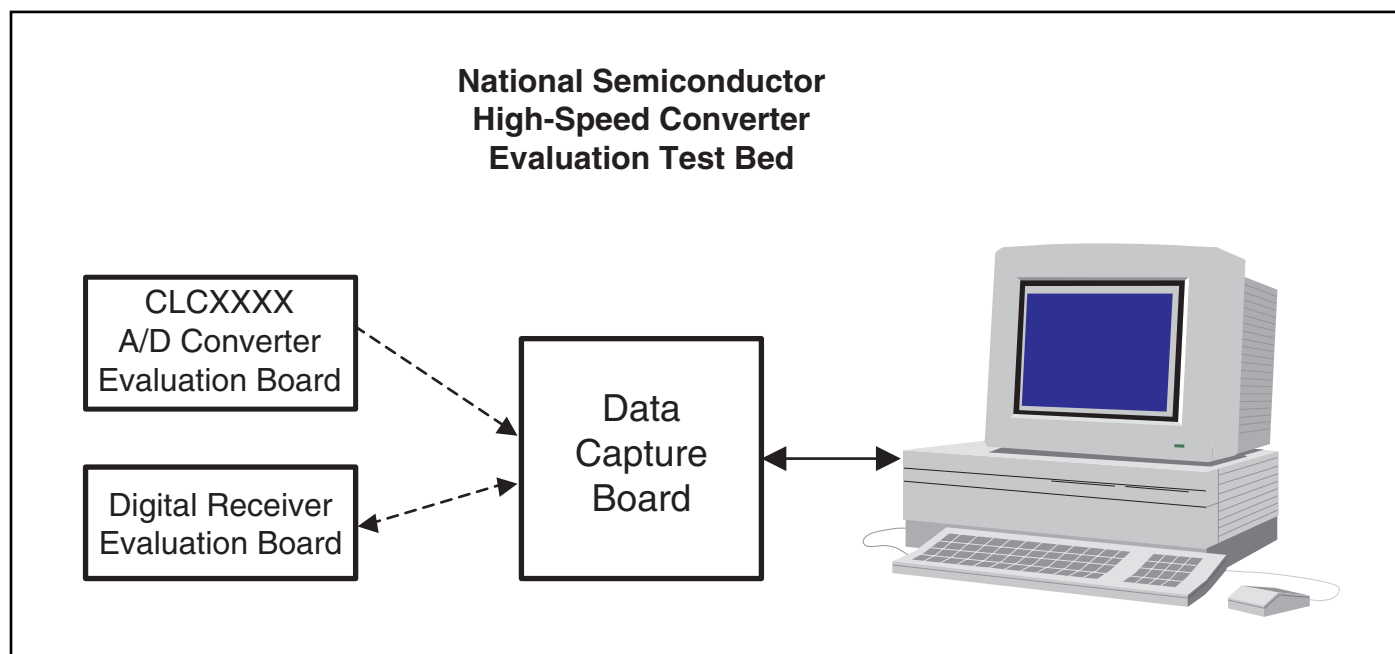 National Semiconductor
High-Speed Converter
Evaluation Test Bed
CLCXXXX
A/D Converter
Evaluation Board
Digital Receiver
Evaluation Board
Data
Capture
Board